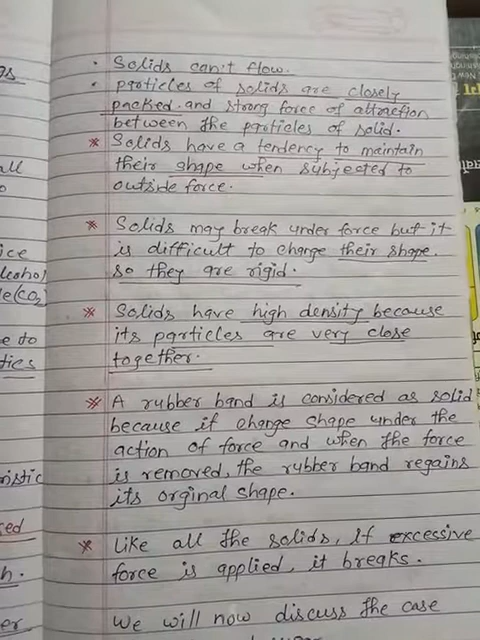 • Solids can't flow.
• particles of solids are closely
packed. and strong force of attraction
between the particles of solid.
* Solids have a tendency to maintain
their shape when subjected to
outside force.
* Solids may break under force but it
is difficult to change their shape.
so they are rigid.
* Solids have high density because
its particles are very close
together.
* A rubber band is considered as solid
because it change shape under the
action of force and when the force
is removed, the rubber band regains
its orginal shape.
* Like all the solids, if excessive
force is applied, it breaks.
We will now discuss the case